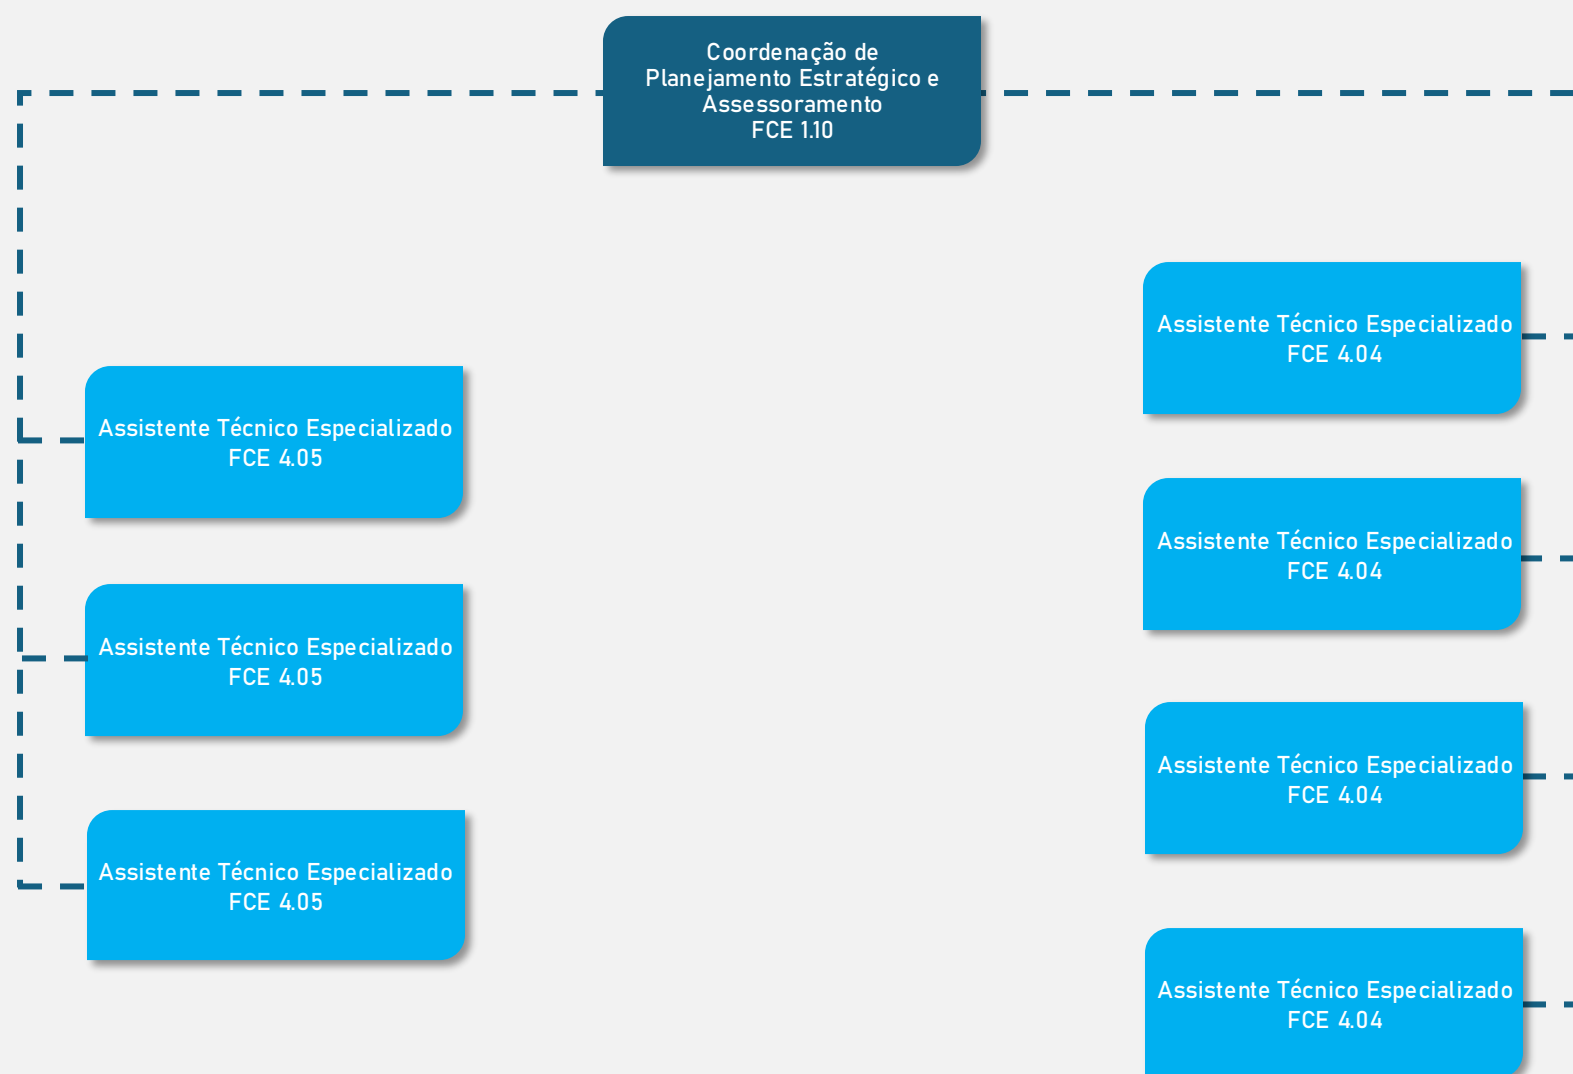 Coordenação de
Planejamento Estratégico e
Assessoramento
FCE 1.10
Assistente Técnico Especializado
FCE 4.05
Assistente Técnico Especializado
FCE 4.05
Assistente Técnico Especializado
FCE 4.05
Assistente Técnico Especializado
FCE 4.04
Assistente Técnico Especializado
FCE 4.04
Assistente Técnico Especializado
FCE 4.04
Assistente Técnico Especializado
FCE 4.04